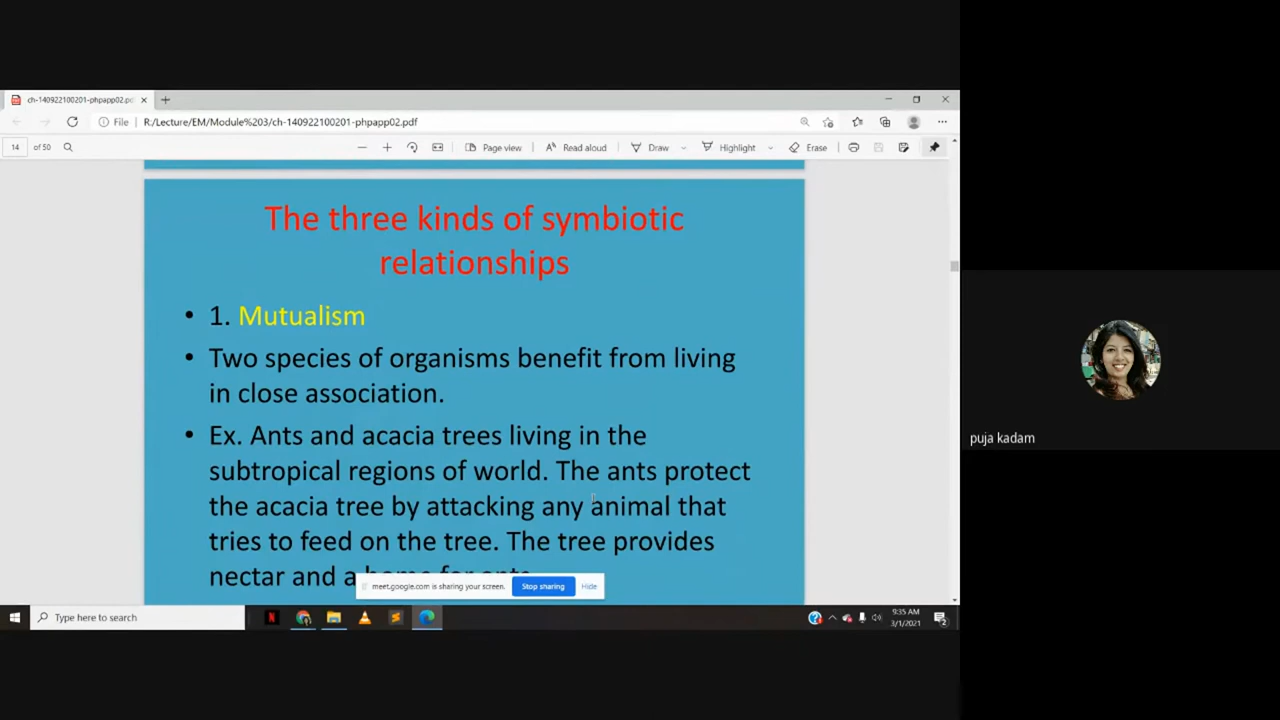 ch-140922100201-phpapp02.pd
File
R:/Lecture/EM/Module%203/ch-140922100201-phpapp02.pdf
14 of 50
Page view
Read aloud
Draw
Highlight
Erase
The three kinds of symbiotic
relationships
• 1. Mutualism
• Two species of organisms benefit from living
in close association.
• Ex. Ants and acacia trees living in the
subtropical regions of world. The ants protect
the acacia tree by attacking any animal that
tries to feed on the tree. The tree provides
nectar and a home for ants.
meet.google.com is sharing your screen.
Stop sharing
Hide
puja kadam
Type here to search
9:35 AM
3/1/2021
2